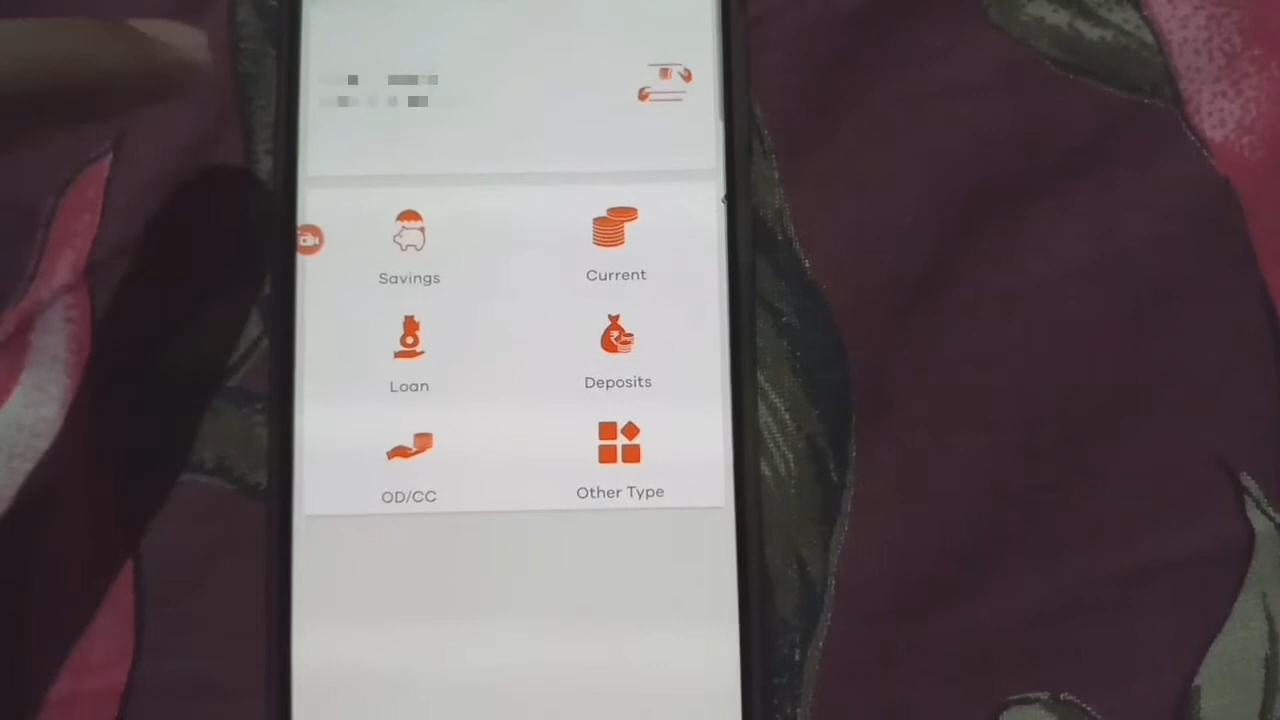 Savings
Current
Loan
Deposits
OD/CC
Other Type